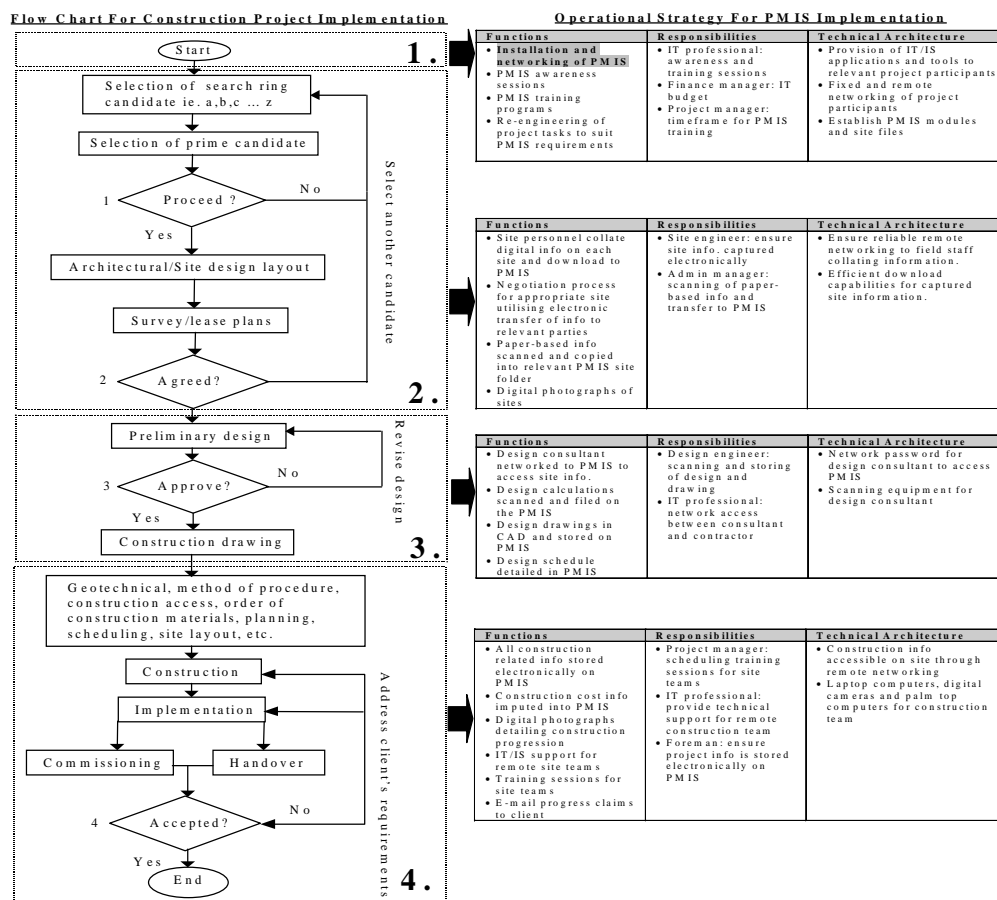 Flow Chart For Construction Project Implementation
Start
1.
Selection of search ring
candidate ie. a,b,c ... z
Selection of prime candidate
1
Proceed ?
No
Yes
Architectural/Site design layout
Survey/lease plans
2
Agreed?
Select another candidate
2.
Preliminary design
3
Approve?
No
Yes
Construction drawing
Revise design
3.
Geotechnical, method of procedure,
construction access, order of
construction materials, planning,
scheduling, site layout, etc.
Construction
Implementation
Commissioning
Handover
4
Accepted?
No
Yes
End
Address client's requirements
4.
Operational Strategy For PMIS Implementation
Functions
• Installation and
networking of PMIS
• PMIS awareness
sessions
• PMIS training
programs
• Re-engineering of
project tasks to suit
PMIS requirements
Responsibilities
• IT professional:
awareness and
training sessions
• Finance manager: IT
budget
• Project manager:
timeframe for PMIS
training
Technical Architecture
• Provision of IT/IS
applications and tools to
relevant project participants
• Fixed and remote
networking of project
participants
• Establish PMIS modules
and site files
Functions
• Site personnel collate
digital info on each
site and download to
PMIS
• Negotiation process
for appropriate site
utilising electronic
transfer of info to
relevant parties
• Paper-based info
scanned and copied
into relevant PMIS site
folder
• Digital photographs of
sites
Responsibilities
• Site engineer: ensure
site info. captured
electronically
• Admin manager:
scanning of paper-
based info and
transfer to PMIS
Technical Architecture
• Ensure reliable remote
networking to field staff
collating information.
• Efficient download
capabilities for captured
site information.
Functions
• Design consultant
networked to PMIS to
access site info.
• Design calculations
scanned and filed on
the PMIS
• Design drawings in
CAD and stored on
PMIS
• Design schedule
detailed in PMIS
Responsibilities
• Design engineer:
scanning and storing
of design and
drawing
• IT professional:
network access
between consultant
and contractor
Technical Architecture
• Network password for
design consultant to access
PMIS
• Scanning equipment for
design consultant
Functions
• All construction
related info stored
electronically on
PMIS
• Construction cost info
imputed into PMIS
• Digital photographs
detailing construction
progression
• IT/IS support for
remote site teams
• Training sessions for
site teams
• E-mail progress claims
to client
Responsibilities
• Project manager:
scheduling training
sessions for site
teams
• IT professional:
provide technical
support for remote
construction team
• Foreman: ensure
project info is stored
electronically on
PMIS
Technical Architecture
• Construction info
accessible on site through
remote networking
• Laptop computers, digital
cameras and palm top
computers for construction
team